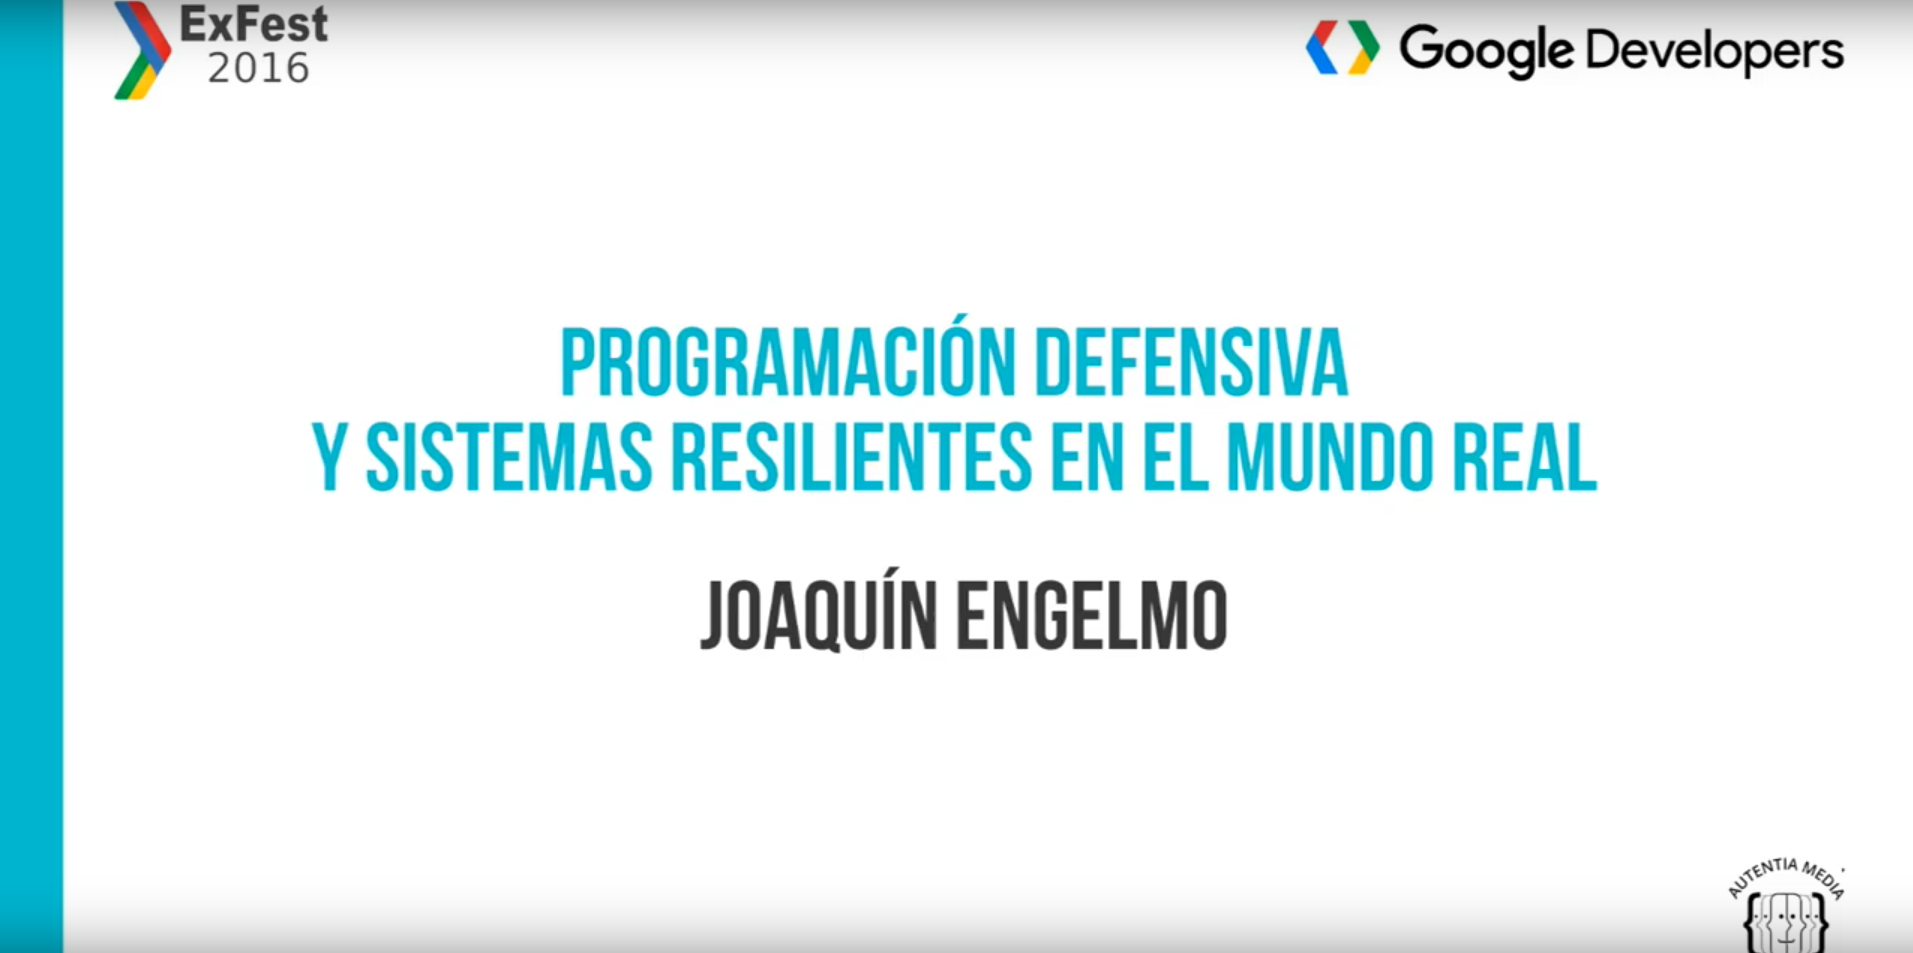 ExFest
2016
Google Developers
PROGRAMACIÓN DEFENSIVA
Y SISTEMAS RESILIENTES EN EL MUNDO REAL
JOAQUÍN ENGELMO
AUTENTIA MEDIA